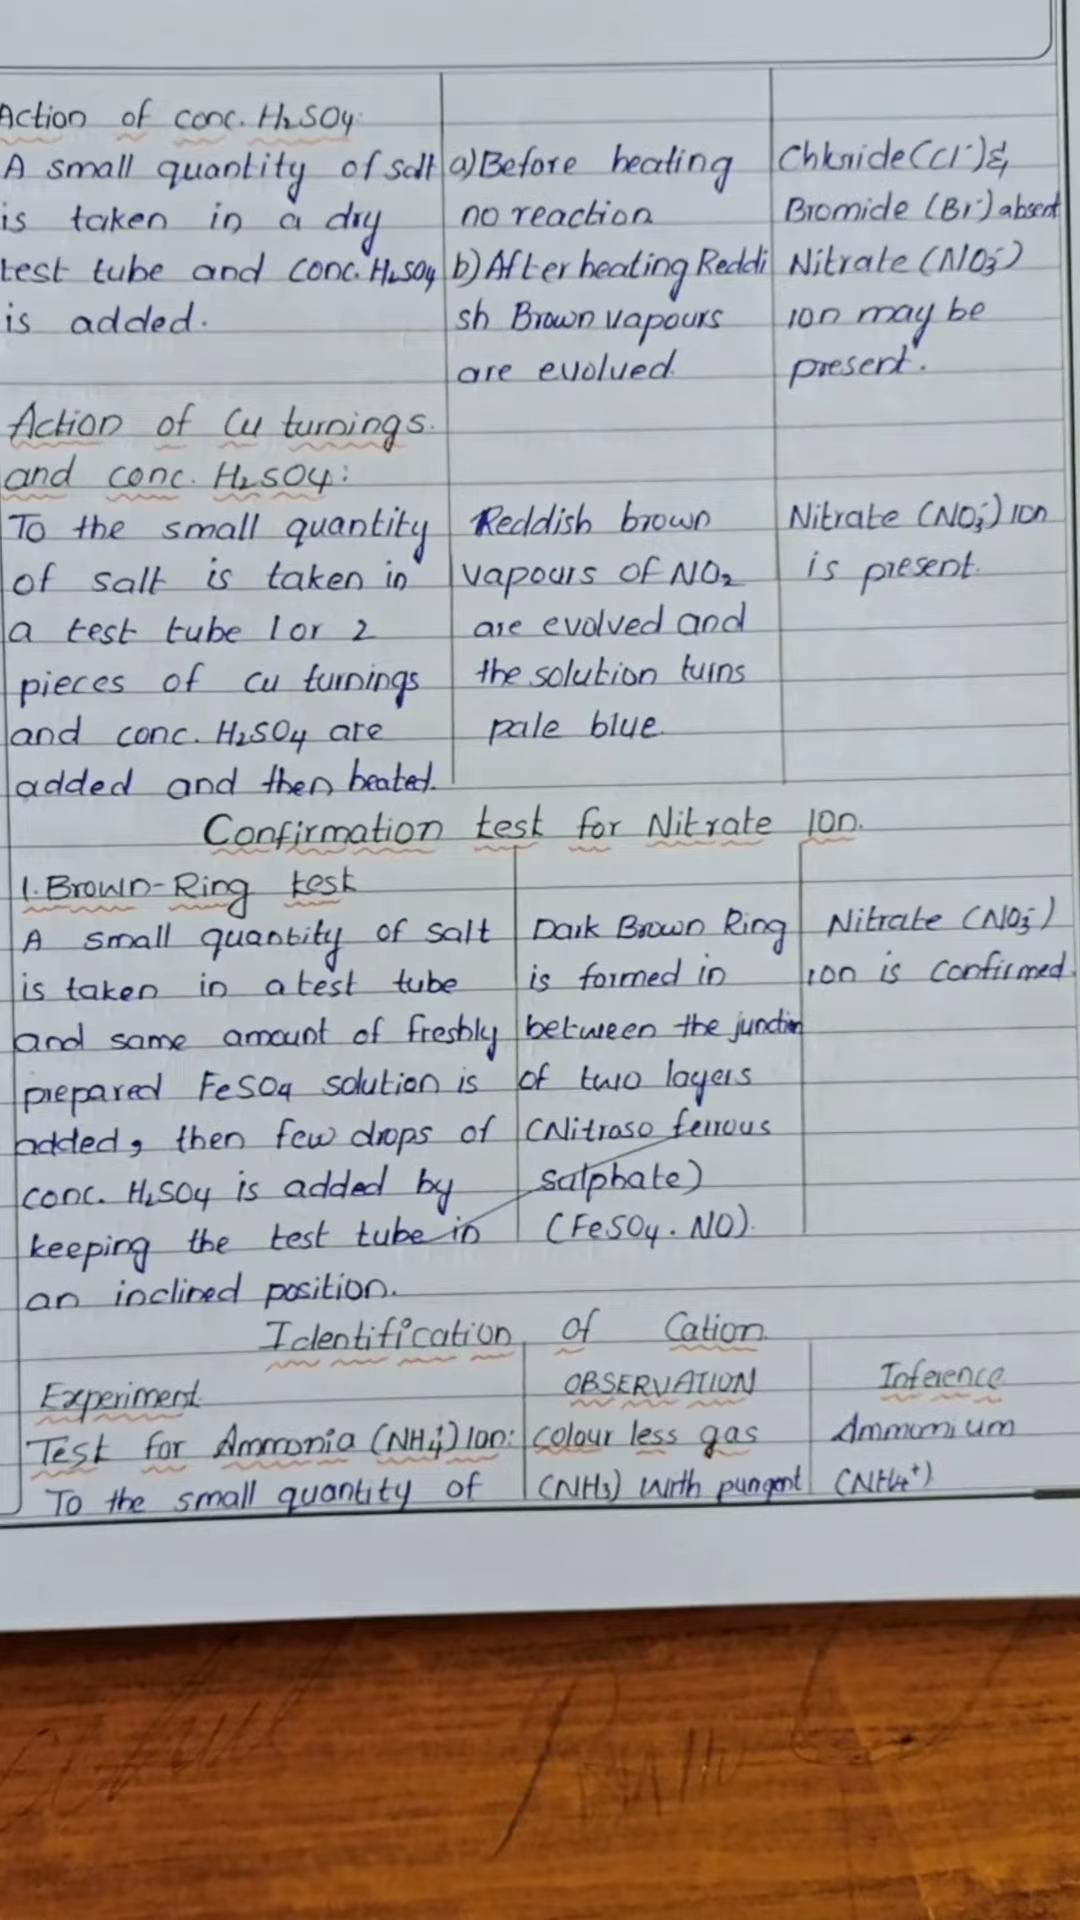 Action of conc. H₂SO₄:
A small quantity of salt
is taken in a dry
test tube and conc. H₂SO₄
is added.
a) Before heating
no reaction
b) After heating Reddi
sh Brown vapours
are evolved.
Chloride (Cl⁻) &
Bromide (Br⁻) absent
Nitrate (NO₃⁻)
ion may be
present.
Action of Cu turnings.
and conc. H₂SO₄:
To the small quantity
of salt is taken in
a test tube 1 or 2
pieces of cu turnings
and conc. H₂SO₄ are
added and then heated.
Reddish brown
vapours of NO₂
are evolved and
the solution turns
pale blue.
Nitrate (NO₃⁻) ion
is present.
Confirmation test for Nitrate ion.
1. Brown-Ring test
A small quantity of salt
is taken in a test tube
and same amount of freshly
prepared FeSO₄ solution is
added, then few drops of
conc. H₂SO₄ is added by
keeping the test tube in
an inclined position.
Dark Brown Ring
is formed in
between the junction
of two layers
(Nitraso ferrous
sulphate)
(FeSO₄. NO).
Nitrate (NO₃⁻)
ion is confirmed.
Identification of Cation
Experiment OBSERVATION Inference
Test for Ammonia (NH₄⁺) ion:
To the small quantity of
colour less gas
(NH₃) with pungent
Ammonium
(NH₄⁺)